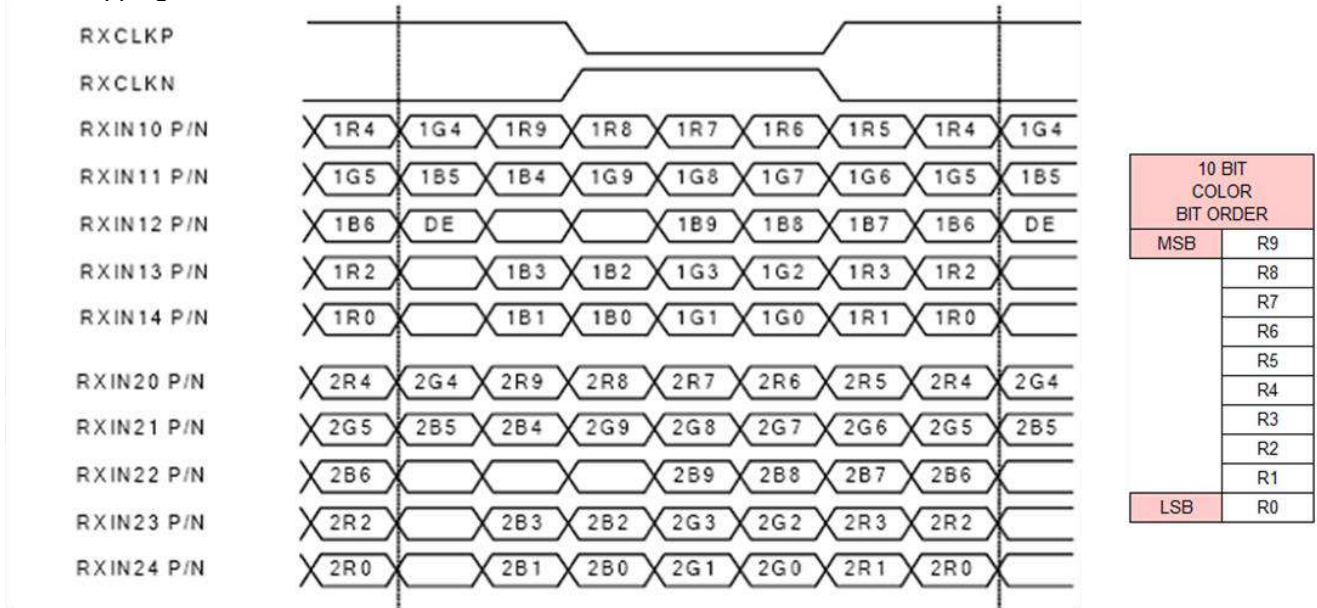 RXCLKP
RXCLKN
RXIN10 P/N 1R4 1G4 1R9 1R8 1R7 1R6 1R5 1R4 1G4
RXIN11 P/N 1G5 1B5 1B4 1G9 1G8 1G7 1G6 1G5 1B5
RXIN12 P/N 1B6 DE 1B9 1B8 1B7 1B6 DE
RXIN13 P/N 1R2 1B3 1B2 1G3 1G2 1R3 1R2
RXIN14 P/N 1R0 1B1 1B0 1G1 1G0 1R1 1R0
RXIN20 P/N 2R4 2G4 2R9 2R8 2R7 2R6 2R5 2R4 2G4
RXIN21 P/N 2G5 2B5 2B4 2G9 2G8 2G7 2G6 2G5 2B5
RXIN22 P/N 2B6 2B9 2B8 2B7 2B6
RXIN23 P/N 2R2 2B3 2B2 2G3 2G2 2R3 2R2
RXIN24 P/N 2R0 2B1 2B0 2G1 2G0 2R1 2R0
10 BIT
COLOR
BIT ORDER
MSB R9
R8
R7
R6
R5
R4
R3
R2
R1
LSB R0